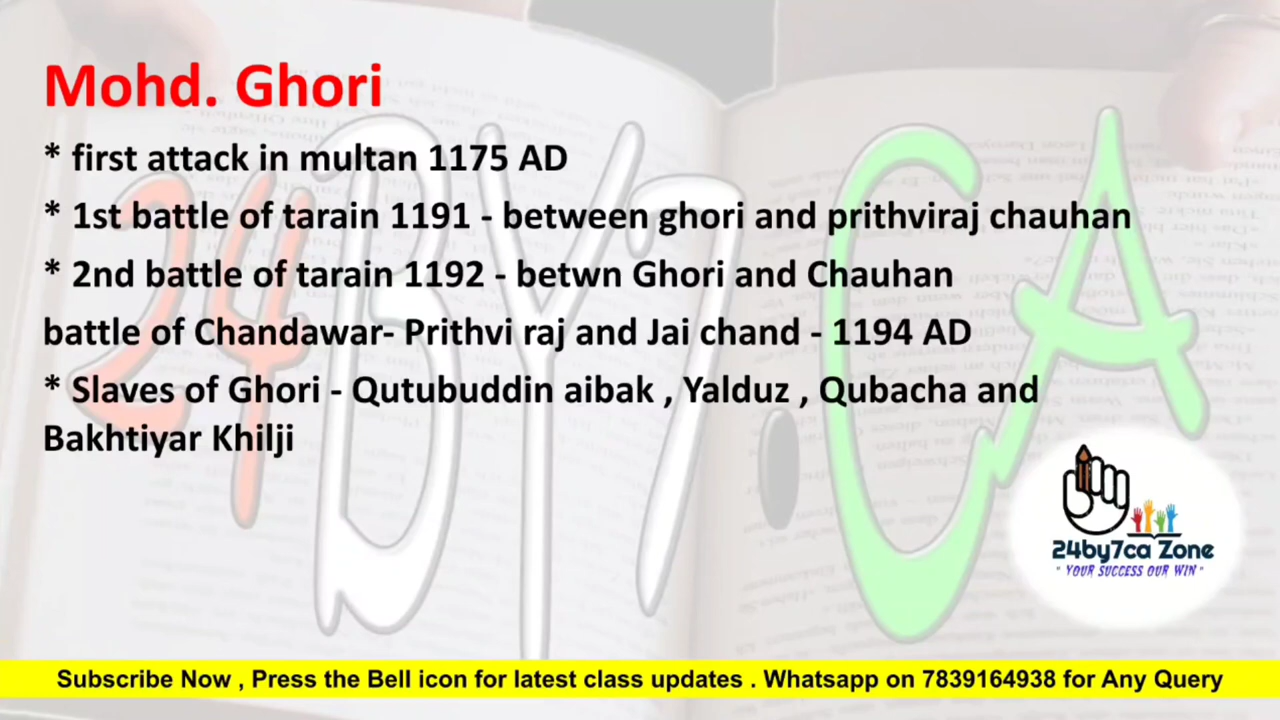 Mohd. Ghori
* first attack in multan 1175 AD
* 1st battle of tarain 1191 - between ghori and prithviraj chauhan
* 2nd battle of tarain 1192 - betwn Ghori and Chauhan
battle of Chandawar- Prithvi raj and Jai chand - 1194 AD
* Slaves of Ghori - Qutubuddin aibak , Yalduz , Qubacha and
Bakhtiyar Khilji
24BY7.CA
24by7ca Zone
" YOUR SUCCESS OUR WIN "
Subscribe Now , Press the Bell icon for latest class updates . Whatsapp on 7839164938 for Any Query